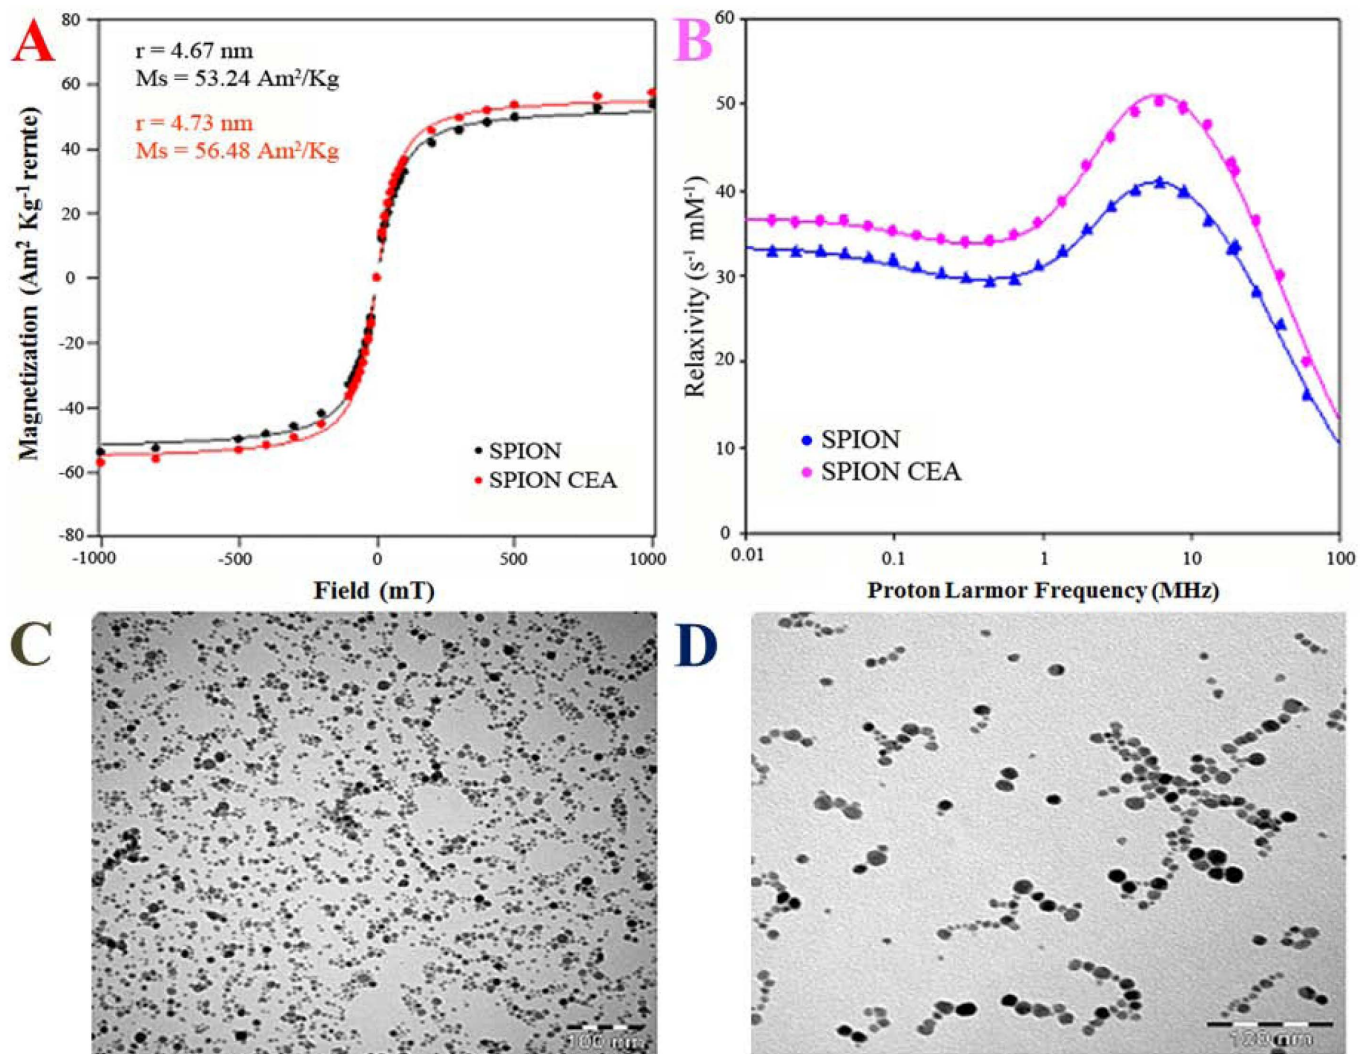 A
r = 4.67 nm
Ms = 53.24 Am²/Kg
r = 4.73 nm
Ms = 56.48 Am²/Kg
Magnetization (Am² Kg⁻¹ rernte)
80
60
40
20
0
-20
-40
-60
-80
-1000
-500
0
500
1000
Field (mT)
SPION
SPION CEA
B
Relaxivity (s⁻¹ mM⁻¹)
60
50
40
30
20
10
0
0.01
0.1
1
10
100
Proton Larmor Frequency (MHz)
SPION
SPION CEA
C
100 nm
D